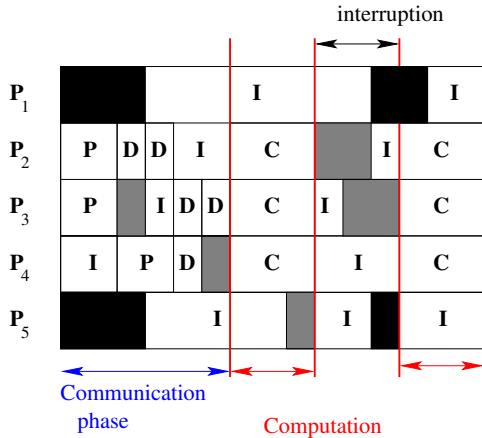 interruption
P1 I I
P2 P D D I C I C
P3 P I D D C I C
P4 I P D C I C
P5 I I I
Communication
phase
Computation